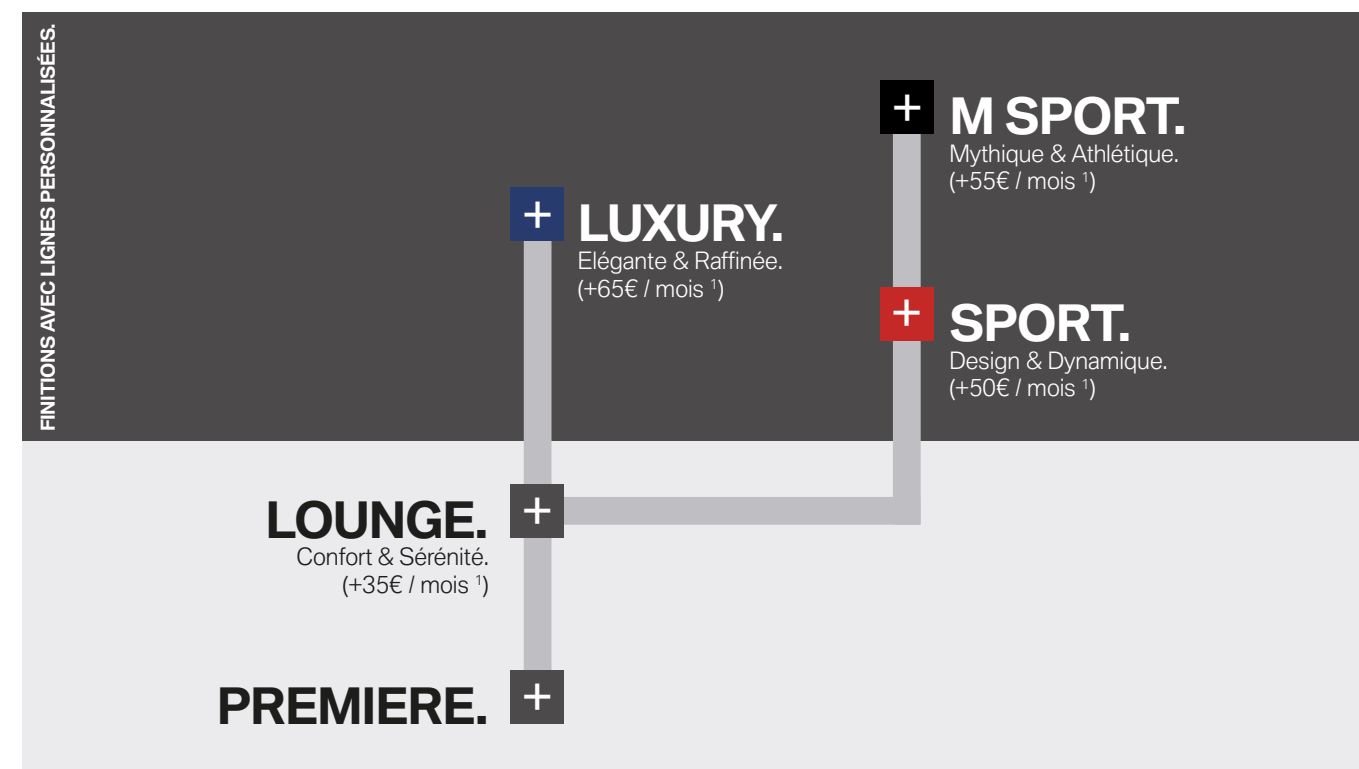 FINITIONS AVEC LIGNES PERSONNALISÉES.
M SPORT.
Mythique & Athlétique.
(+55€ / mois ¹)
LUXURY.
Elégante & Raffinée.
(+65€ / mois ¹)
SPORT.
Design & Dynamique.
(+50€ / mois ¹)
LOUNGE.
Confort & Sérénité.
(+35€ / mois ¹)
PREMIERE.